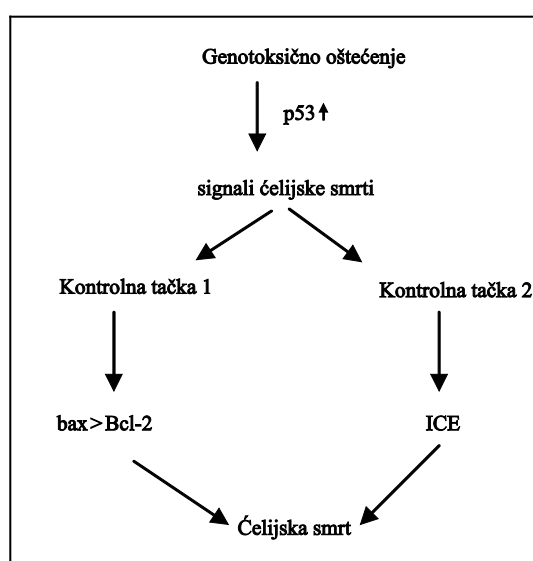 Genotoksično oštećenje
p53↑
signali ćelijske smrti
Kontrolna tačka 1
Kontrolna tačka 2
bax>Bcl-2
ICE
Ćelijska smrt